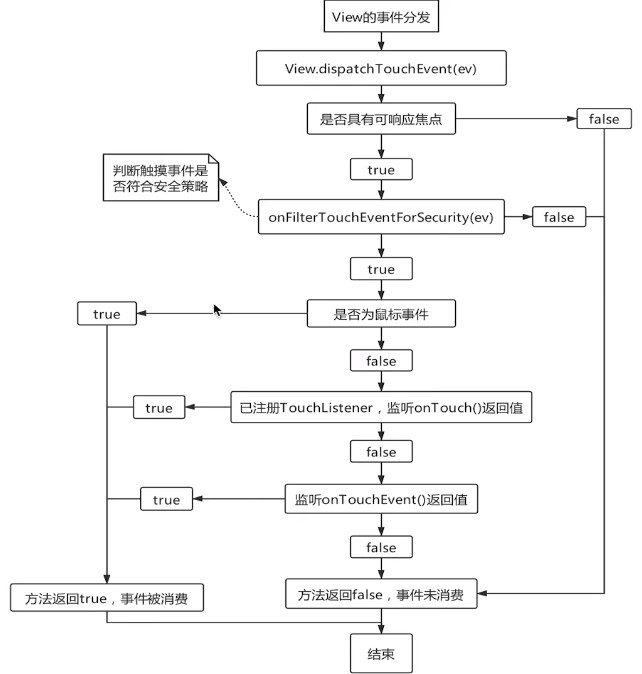 View的事件分发
View.dispatchTouchEvent(ev)
是否具有可响应焦点
false
true
判断触摸事件是
否符合安全策略
onFilterTouchEventForSecurity(ev)
false
true
true
是否为鼠标事件
false
true
已注册TouchListener，监听onTouch()返回值
false
true
监听onTouchEvent()返回值
false
方法返回true，事件被消费
方法返回false，事件未消费
结束